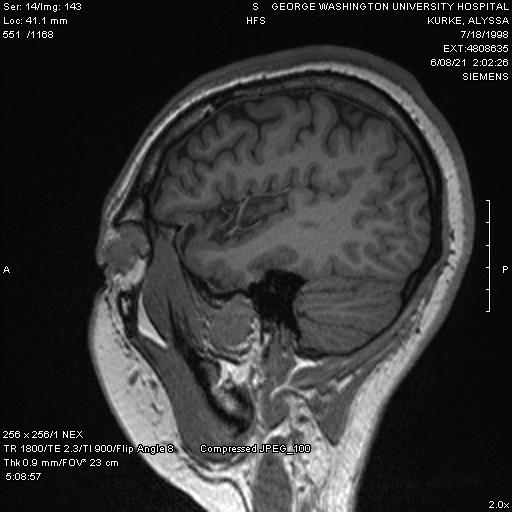 Ser: 14/Img: 143
Loc: 41.1 mm
551 /1168
S
HFS
GEORGE WASHINGTON UNIVERSITY HOSPITAL
KURKE, ALYSSA
7/18/1998
EXT:4808635
6/08/21 2:02:26
SIEMENS
A
P
256 x 256/1 NEX
TR 1800/TE 2.3/TI 900/Flip Angle 8
Compressed JPEG_100
Thk 0.9 mm/FOV* 23 cm
5:08:57
2.0x